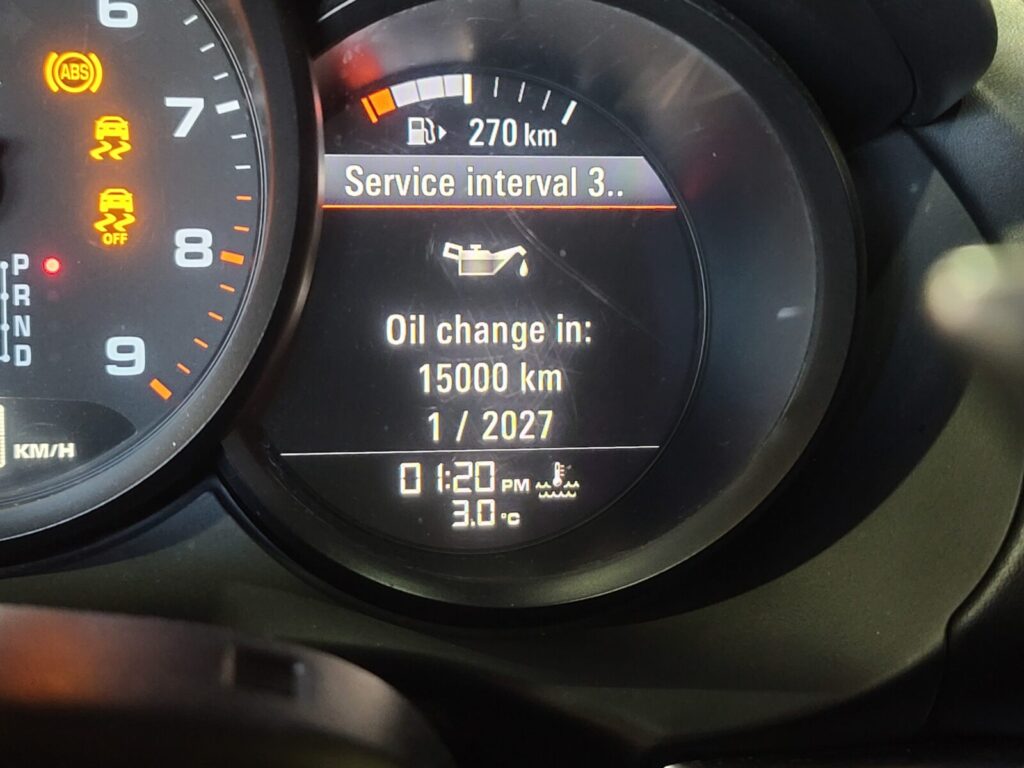 6
ABS
7
270 km
Service interval 3..
OFF
8
P
R
N
D
Oil change in:
9
15000 km
1 / 2027
KM/H
01:20 PM
3.0 °C